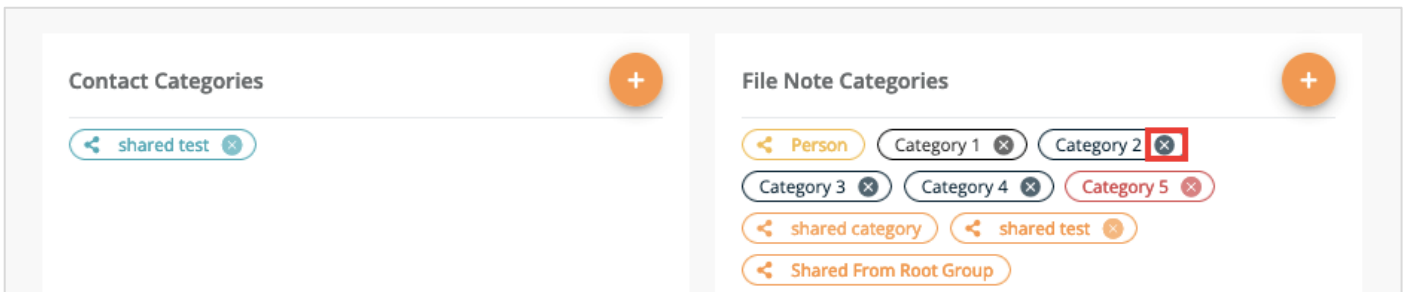 Contact Categories
shared test
File Note Categories
Person Category 1 Category 2
Category 3 Category 4 Category 5
shared category shared test
Shared From Root Group